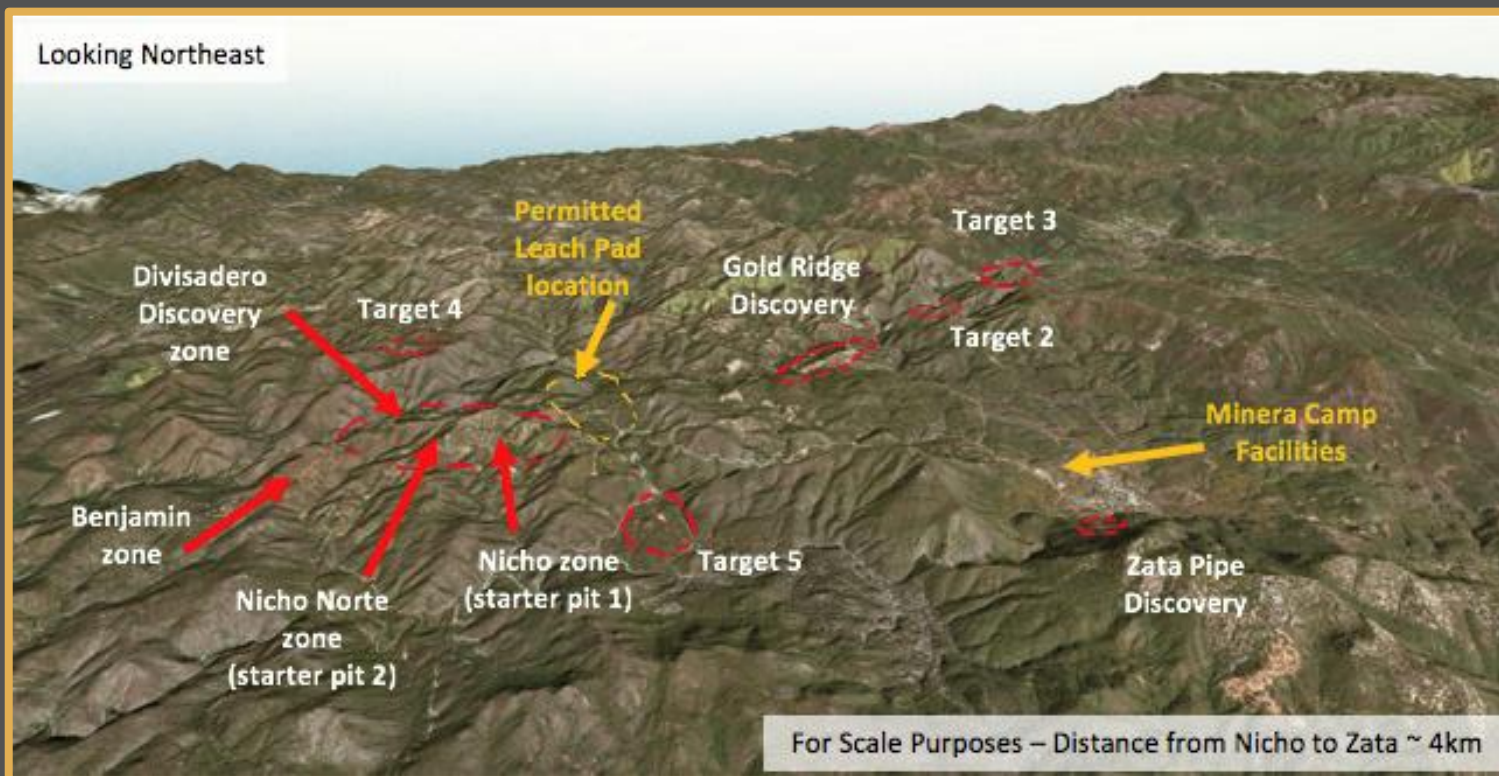 Looking Northeast
Permitted
Leach Pad
location
Target 3
Divisadero
Discovery
zone
Gold Ridge
Discovery
Target 4
Target 2
Minera Camp
Facilities
Benjamin
zone
Nicho zone
(starter pit 1)
Target 5
Zata Pipe
Discovery
Nicho Norte
zone
(starter pit 2)
For Scale Purposes – Distance from Nicho to Zata ~ 4km